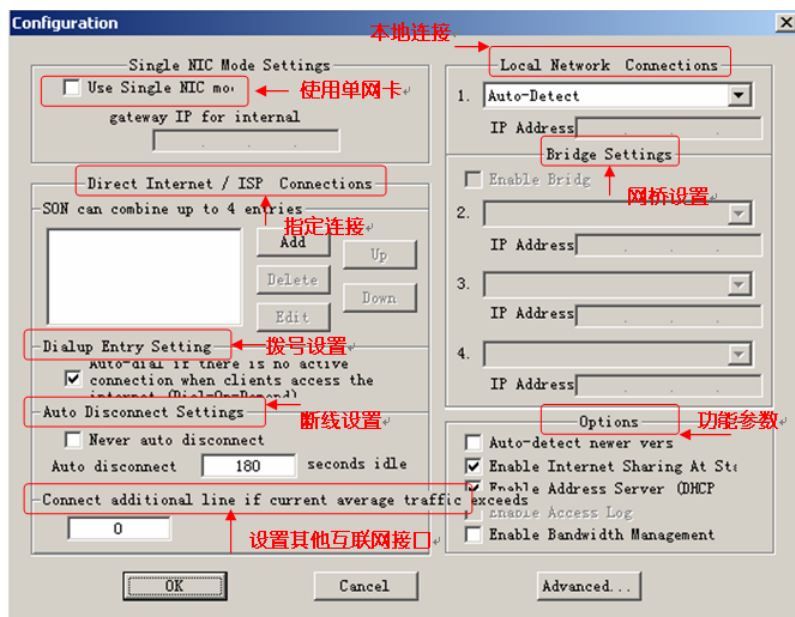 Configuration
本地连接
Single NIC Mode Settings
Use Single NIC mo
使用单网卡
gateway IP for internal
Direct Internet / ISP Connections
SON can combine up to 4 entries
指定连接
Add
Up
Delete
Down
Edit
Dialup Entry Setting
拨号设置
Auto-dial if there is no active
connection when clients access the
internet (Dial-On-Demand)
Auto Disconnect Settings
断线设置
Never auto disconnect
Auto disconnect 180 seconds idle
Connect additional line if current average traffic exceeds
0
设置其他互联网接口
Local Network Connections
1. Auto-Detect
IP Address
Bridge Settings
Enable Bridg
网桥设置
2.
IP Address
3.
IP Address
4.
IP Address
Options
功能参数
Auto-detect newer vers
Enable Internet Sharing At Sta
Enable Address Server (DHCP
Enable Access Log
Enable Bandwidth Management
OK
Cancel
Advanced...